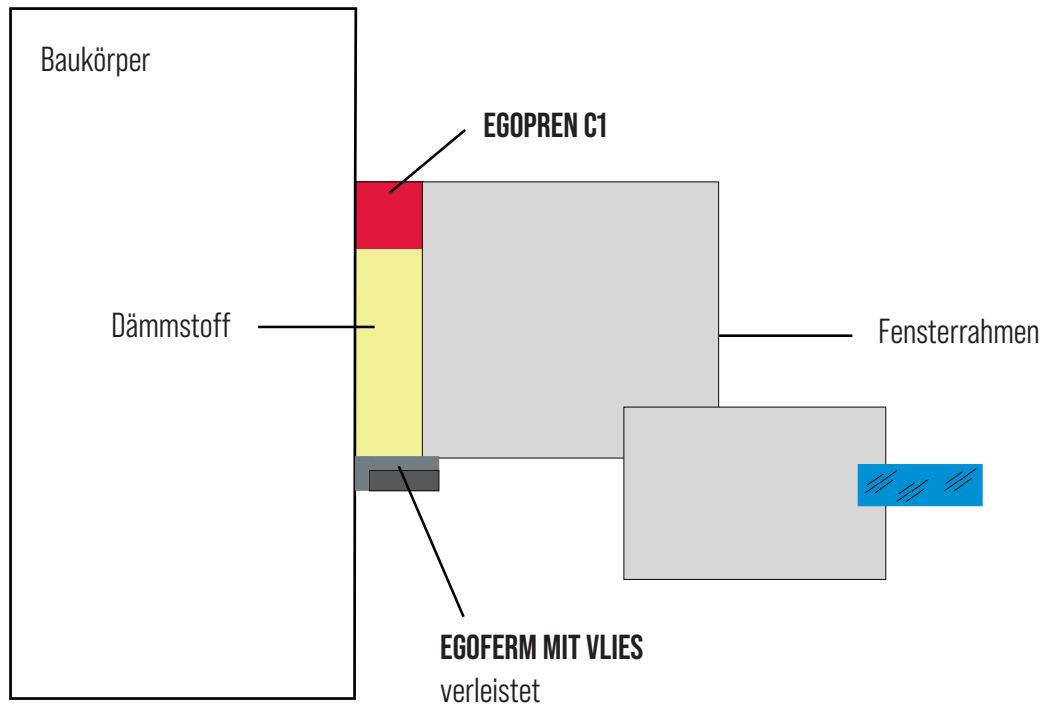 Baukörper
EGOPREN C1
Dämmstoff
Fensterrahmen
EGOFERM MIT VLIES
verleistet